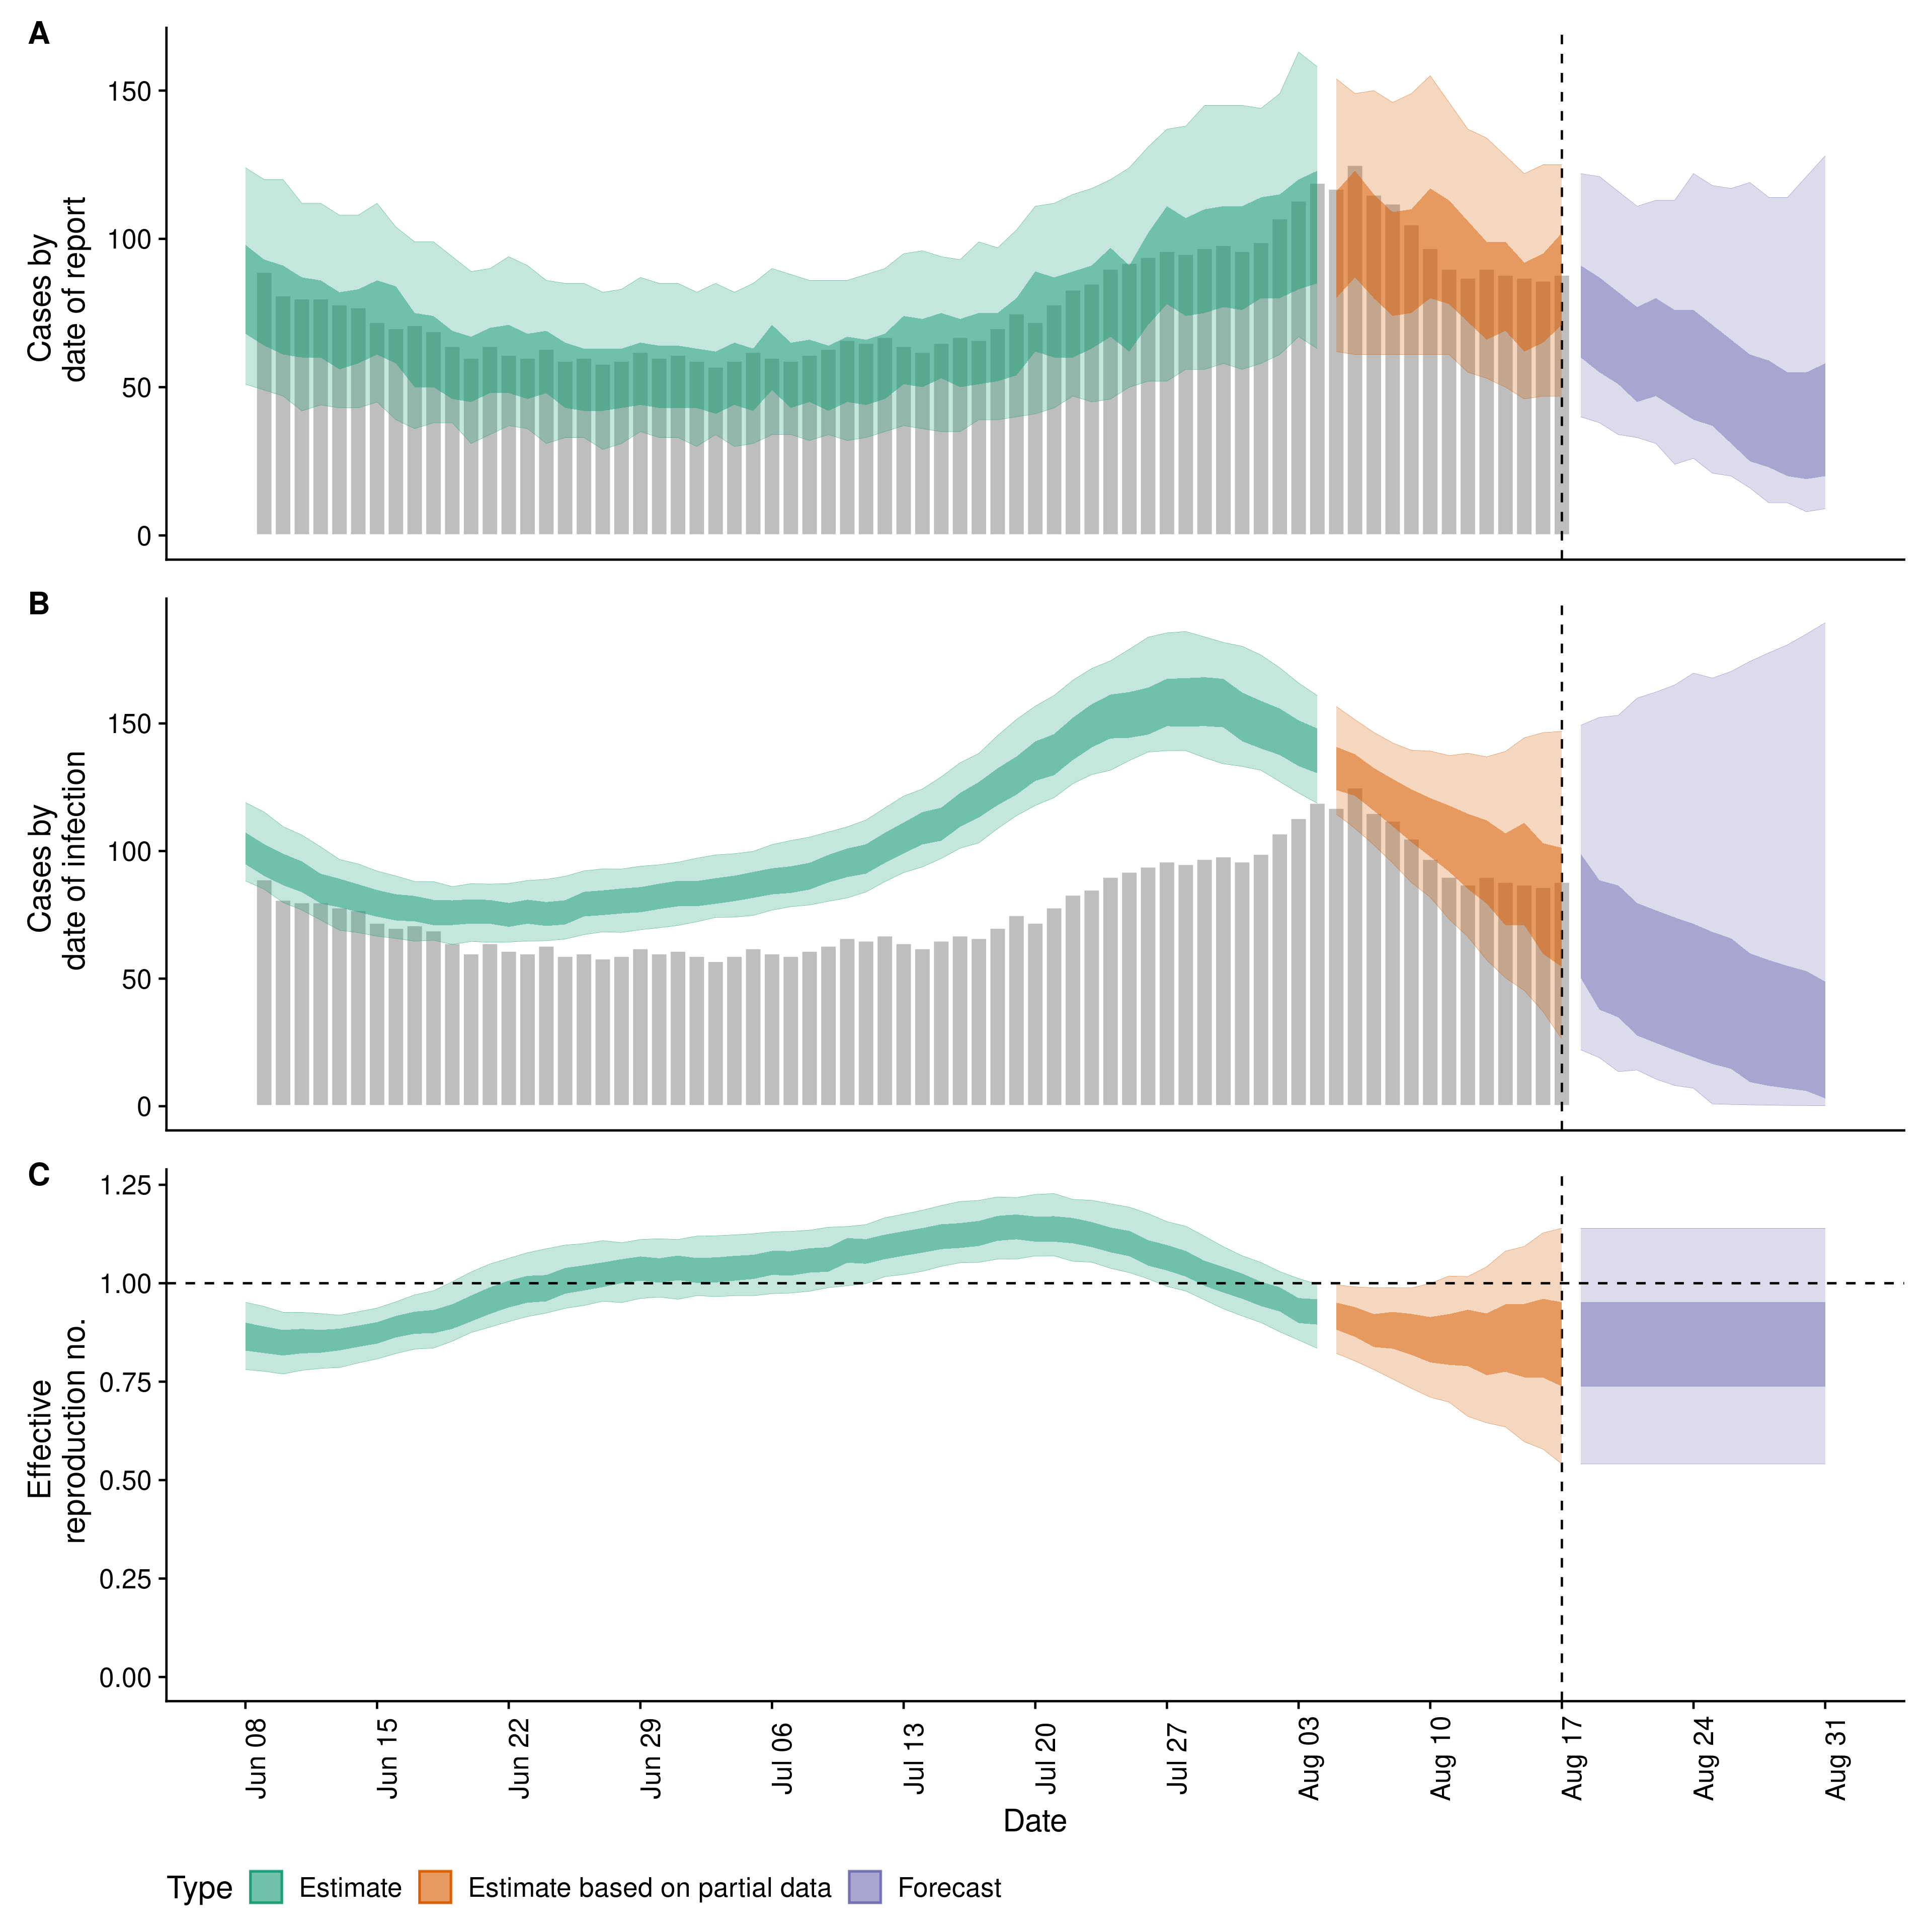 A
Cases by
date of report
150
100
50
0
B
Cases by
date of infection
150
100
50
0
C
Effective
reproduction no.
1.25
1.00
0.75
0.50
0.25
0.00
Jun 08
Jun 15
Jun 22
Jun 29
Jul 06
Jul 13
Jul 20
Jul 27
Aug 03
Aug 10
Aug 17
Aug 24
Aug 31
Date
Type Estimate Estimate based on partial data Forecast